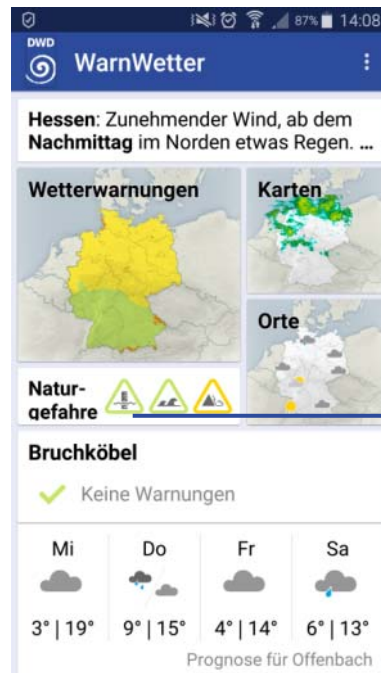 87% 14:08
DWD
WarnWetter
Hessen: Zunehmender Wind, ab dem
Nachmittag im Norden etwas Regen. ...
Wetterwarnungen
Karten
Orte
Natur-
gefahre
Bruchköbel
Keine Warnungen
Mi Do Fr Sa
3° | 19° 9° | 15° 4° | 14° 6° | 13°
Prognose für Offenbach